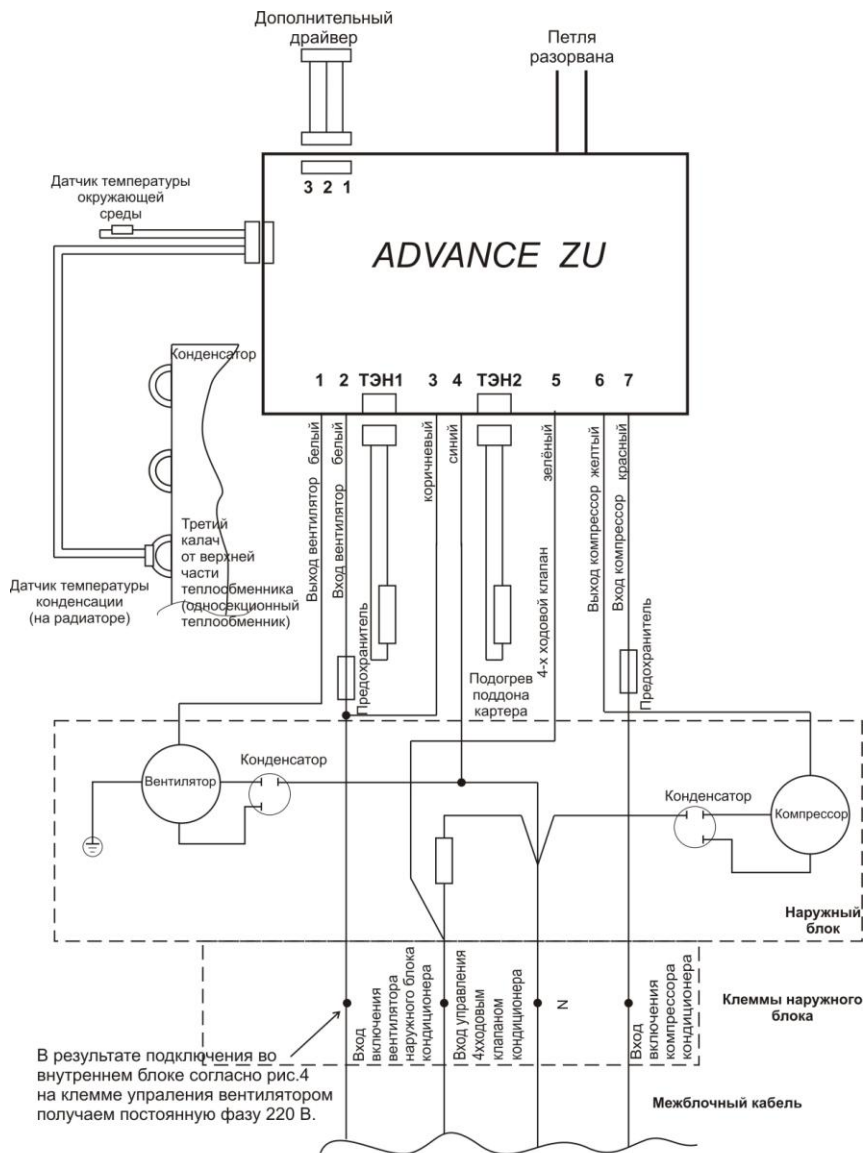 Дополнительный
драйвер
Петля
разорвана
3 2 1
Датчик температуры
окружающей
среды
ADVANCE ZU
Конденсатор
1 2 ТЭН1 3 4 ТЭН2 5 6 7
Выход вентилятор белый
Вход вентилятор белый
коричневый
синий
зелёный
4-х ходовой клапан
Выход компрессор желтый
Вход компрессор красный
Третий
калач
от верхней
части
теплообменника
(односекционный
теплообменник)
Датчик температуры
конденсации
(на радиаторе)
Предохранитель
Предохранитель
Подогрев
поддона
картера
Вентилятор
Конденсатор
Конденсатор
Компрессор
Наружный
блок
Вход
включения
вентилятора
наружного блока
кондиционера
Вход управления
4хходовым
клапаном
кондиционера
N
Вход
включения
компрессора
кондиционера
Клеммы наружного
блока
В результате подключения во
внутреннем блоке согласно рис.4
на клемме упраления вентилятором
получаем постоянную фазу 220 В.
Межблочный кабель